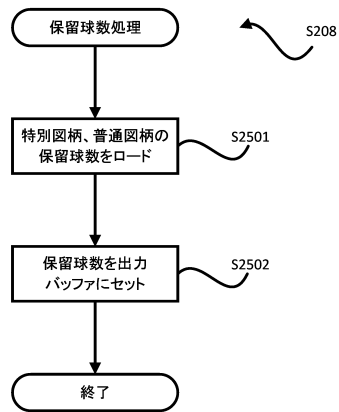 保留球数処理
S208
特別図柄、普通図柄の
保留球数をロード
S2501
保留球数を出力
バッファにセット
S2502
終了